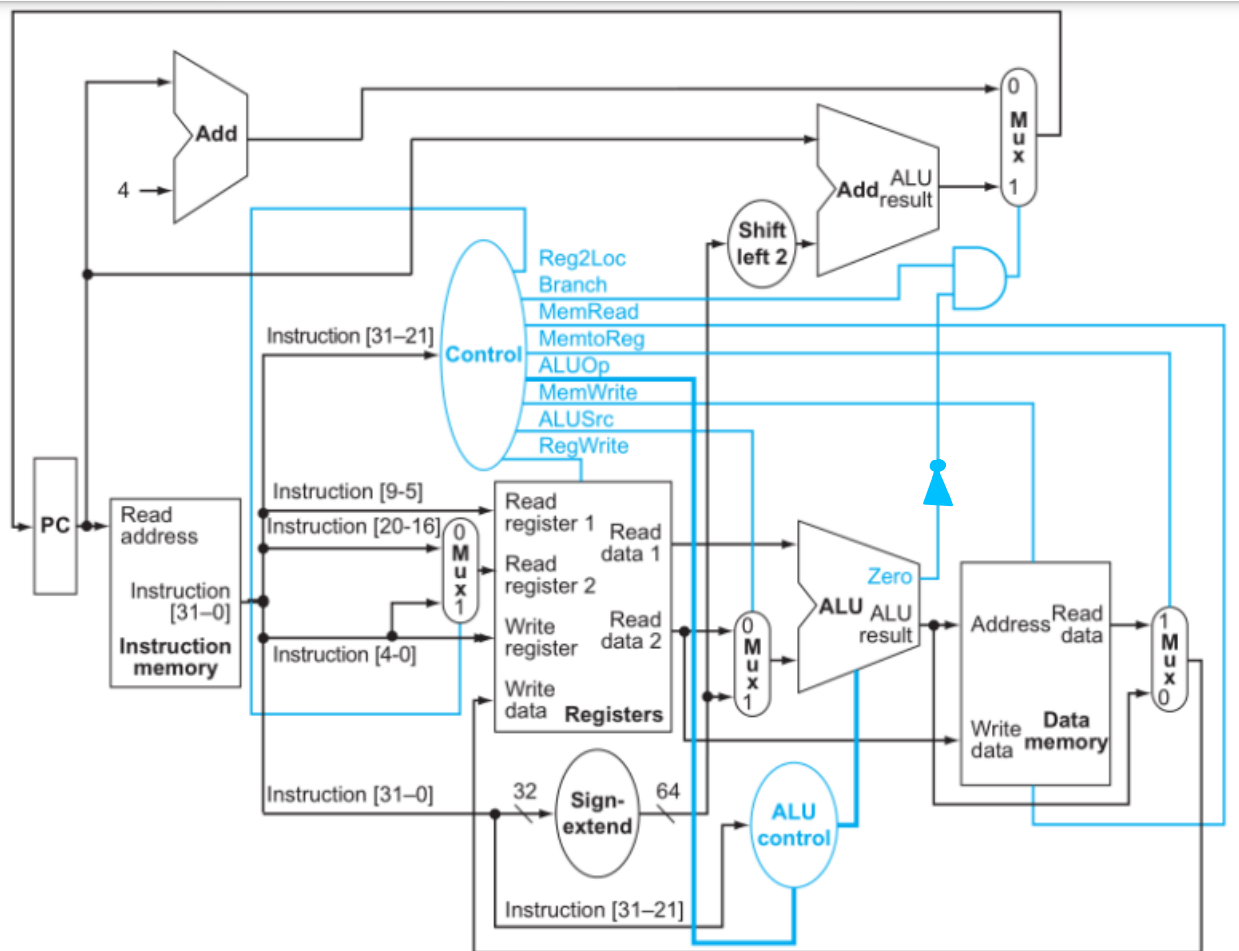 0
M
u
x
1
Add
4
Add
ALU
result
Shift
left 2
Reg2Loc
Branch
MemRead
MemtoReg
ALUOp
MemWrite
ALUSrc
RegWrite
Control
Instruction [31–21]
PC
Read
address
Instruction
[31–0]
Instruction
memory
Instruction [9-5]
Instruction [20-16]
Instruction [4-0]
0
M
u
x
1
Read
register 1
Read
register 2
Write
register
Write
data
Read
data 1
Read
data 2
Registers
0
M
u
x
1
Zero
ALU
ALU
result
Address
Read
data
Write
data
Data
memory
1
M
u
x
0
Instruction [31–0]
32
Sign-
extend
64
ALU
control
Instruction [31–21]